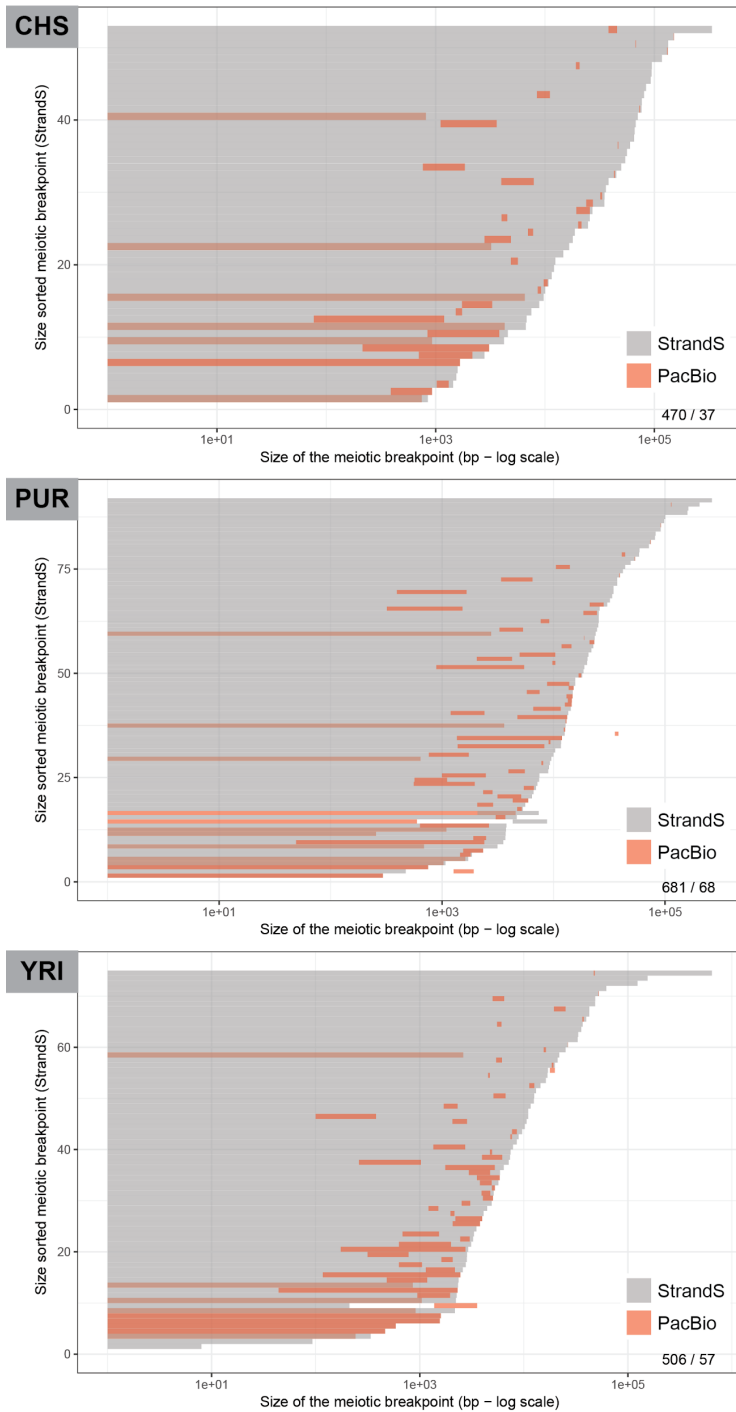 CHS
Size sorted meiotic breakpoint (StrandS)
40
20
0
StrandS
PacBio
470 / 37
1e+01
1e+03
1e+05
Size of the meiotic breakpoint (bp − log scale)
PUR
Size sorted meiotic breakpoint (StrandS)
75
50
25
0
StrandS
PacBio
681 / 68
1e+01
1e+03
1e+05
Size of the meiotic breakpoint (bp − log scale)
YRI
Size sorted meiotic breakpoint (StrandS)
60
40
20
0
StrandS
PacBio
506 / 57
1e+01
1e+03
1e+05
Size of the meiotic breakpoint (bp − log scale)